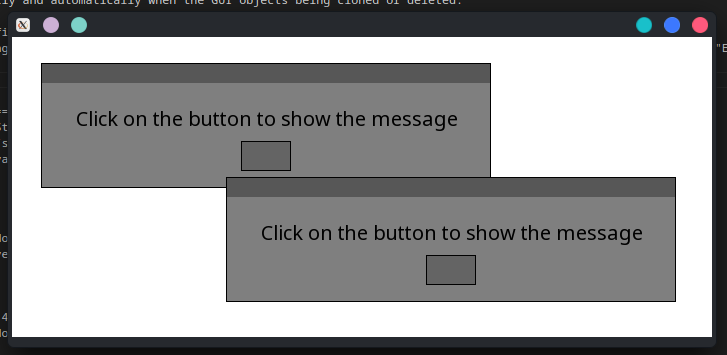 ly and automatically when the GUI objects being cloned or deleted.
X
"E
Click on the button to show the message
Click on the button to show the message